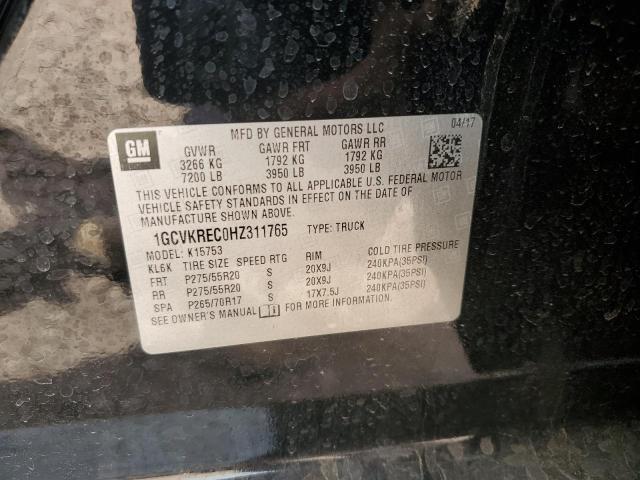 GM
MFD BY GENERAL MOTORS LLC 04/17
GVWR GAWR FRT GAWR RR
3266 KG 1792 KG 1792 KG
7200 LB 3950 LB 3950 LB
THIS VEHICLE CONFORMS TO ALL APPLICABLE U.S. FEDERAL MOTOR
VEHICLE SAFETY STANDARDS IN EFFECT ON THE DATE OF
MANUFACTURE SHOWN ABOVE.
1GCVKREC0HZ311765 TYPE: TRUCK
MODEL: K15753
KL6K TIRE SIZE SPEED RTG RIM COLD TIRE PRESSURE
FRT P275/55R20 S 20X9J 240KPA(35PSI)
RR P275/55R20 S 20X9J 240KPA(35PSI)
SPA P265/70R17 S 17X7.5J 240KPA(35PSI)
SEE OWNER'S MANUAL FOR MORE INFORMATION.